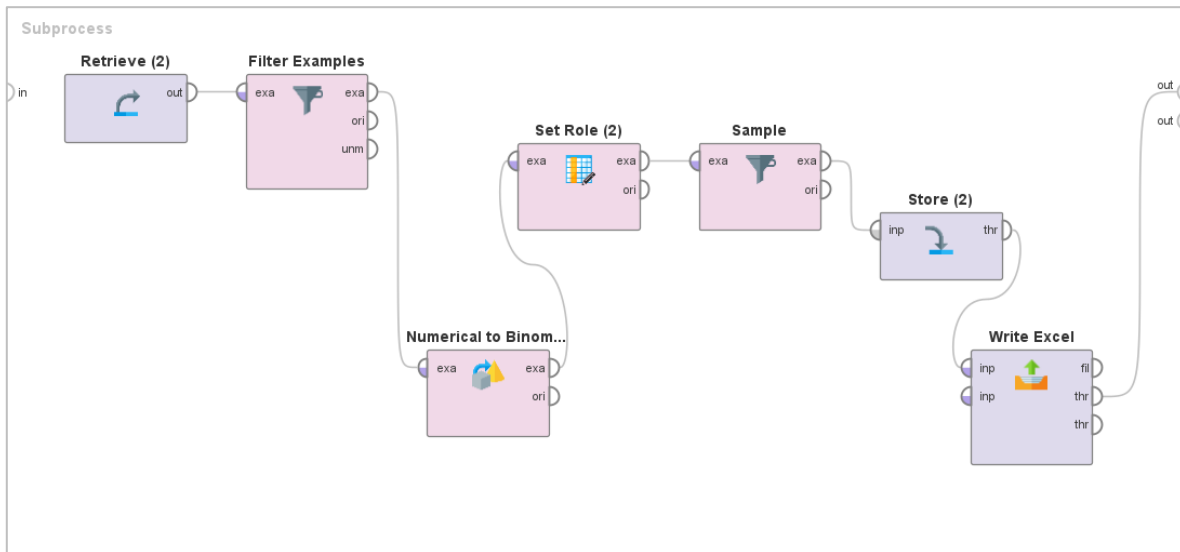 Subprocess
Retrieve (2)
Filter Examples
in
out
exa
exa
ori
unm
out
out
Set Role (2)
Sample
exa
exa
ori
exa
exa
ori
Store (2)
inp
thr
Numerical to Binom...
exa
exa
ori
Write Excel
inp
fil
inp
thr
thr